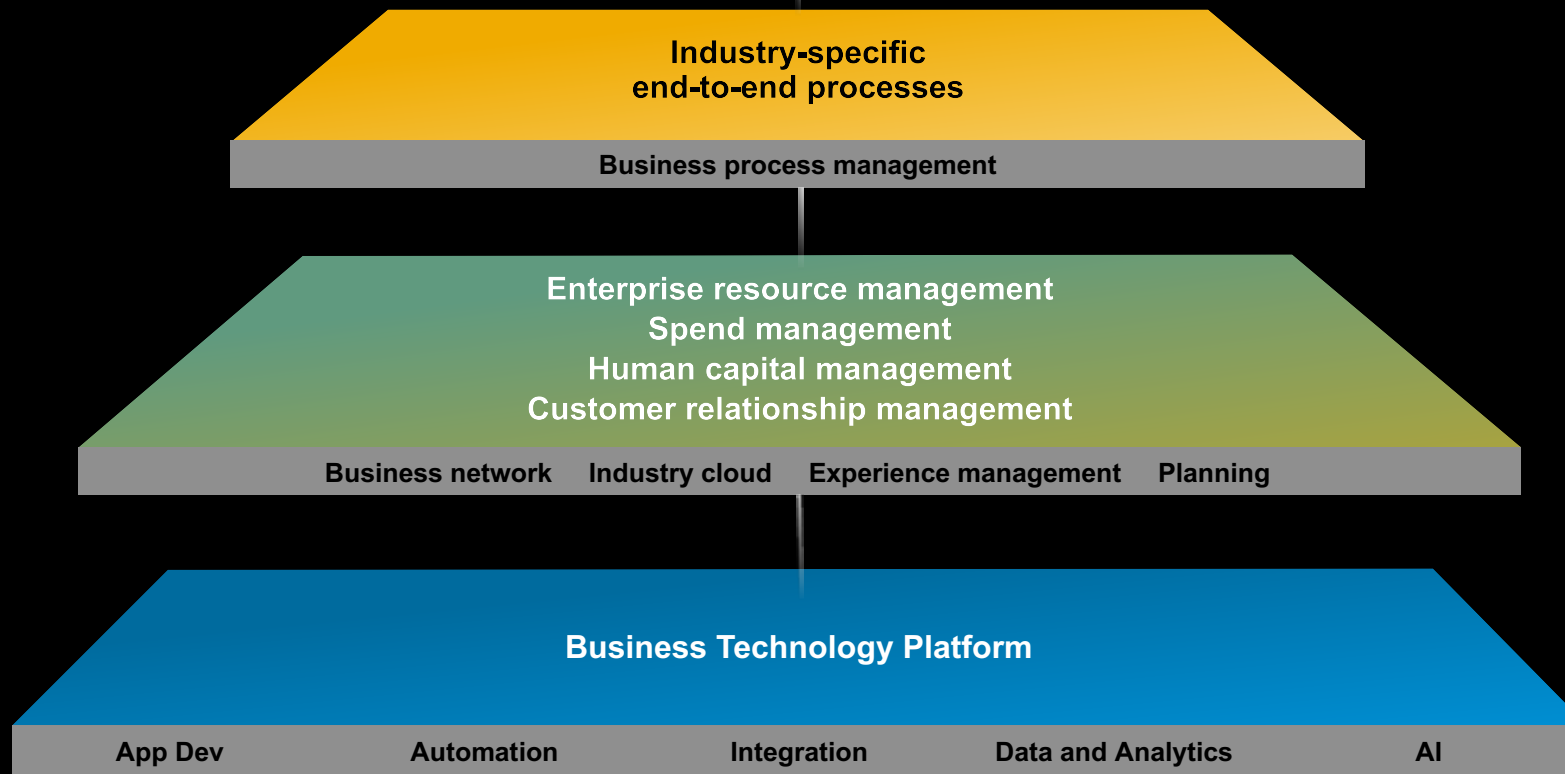 Industry-specific
end-to-end processes
Business process management
Enterprise resource management
Spend management
Human capital management
Customer relationship management
Business network Industry cloud Experience management Planning
Business Technology Platform
App Dev Automation Integration Data and Analytics AI